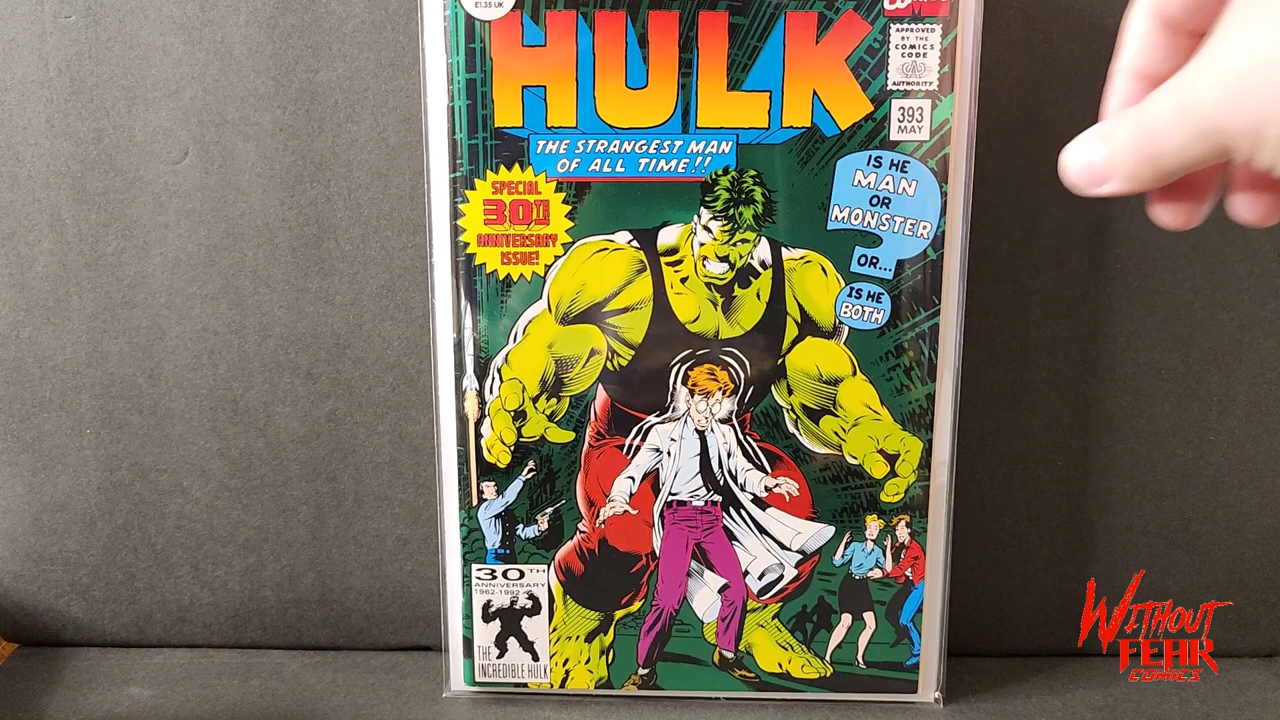 £1.35 UK
HULK
THE STRANGEST MAN
OF ALL TIME!!
SPECIAL
30TH
ANNIVERSARY
ISSUE!
APPROVED
BY THE
COMICS
CODE
CA
AUTHORITY
393
MAY
IS HE
MAN
OR
MONSTER
?
OR...
IS HE
BOTH
30TH
ANNIVERSARY
1962-1992
THE
INCREDIBLE HULK
WITHOUT
FEAR
COMICS